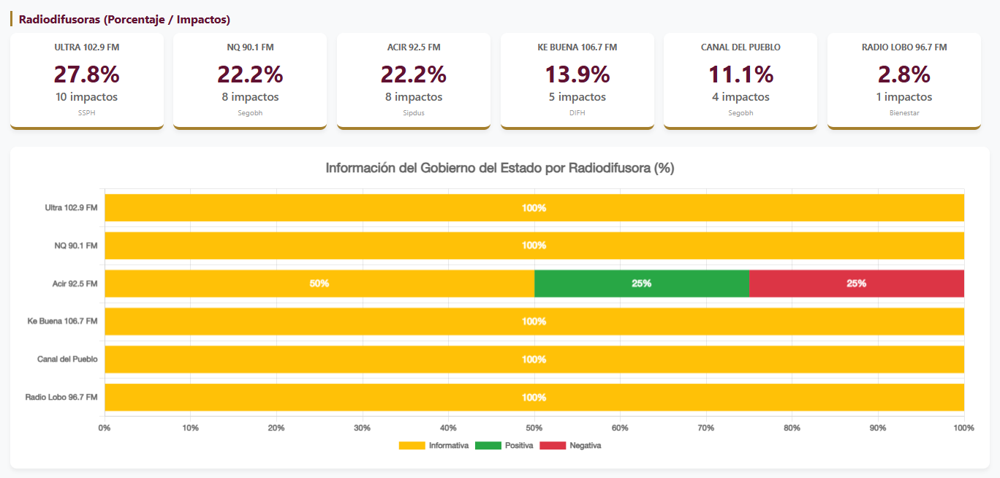 Radiodifusoras (Porcentaje / Impactos)
ULTRA 102.9 FM
27.8%
10 impactos
SSPH
NQ 90.1 FM
22.2%
8 impactos
Segobh
ACIR 92.5 FM
22.2%
8 impactos
Sipdus
KE BUENA 106.7 FM
13.9%
5 impactos
DIFH
CANAL DEL PUEBLO
11.1%
4 impactos
Segobh
RADIO LOBO 96.7 FM
2.8%
1 impactos
Bienestar
Información del Gobierno del Estado por Radiodifusora (%)
Ultra 102.9 FM 100%
NQ 90.1 FM 100%
Acir 92.5 FM 50% 25% 25%
Ke Buena 106.7 FM 100%
Canal del Pueblo 100%
Radio Lobo 96.7 FM 100%
0% 10% 20% 30% 40% 50% 60% 70% 80% 90% 100%
Informativa Positiva Negativa